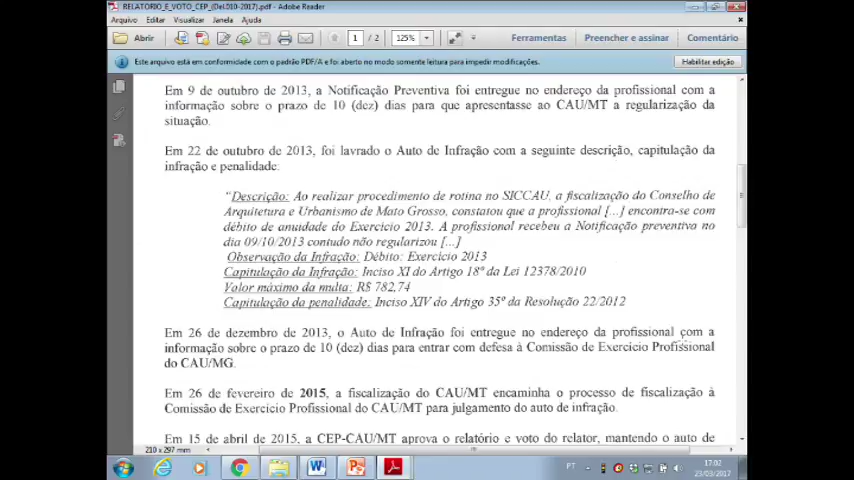 RELATORIO_E_VOTO_CEP_(Del.010-2017).pdf - Adobe Reader
Arquivo Editar Visualizar Janela Ajuda
Abrir 1 / 2 125% Ferramentas Preencher e assinar Comentário
Este arquivo está em conformidade com o padrão PDF/A e foi aberto no modo somente leitura para impedir modificações. Habilitar edição
Em 9 de outubro de 2013, a Notificação Preventiva foi entregue no endereço da profissional com a
informação sobre o prazo de 10 (dez) dias para que apresentasse ao CAU/MT a regularização da
situação.
Em 22 de outubro de 2013, foi lavrado o Auto de Infração com a seguinte descrição, capitulação da
infração e penalidade:
“Descrição: Ao realizar procedimento de rotina no SICCAU, a fiscalização do Conselho de
Arquitetura e Urbanismo de Mato Grosso, constatou que a profissional [...] encontra-se com
débito de anuidade do Exercício 2013. A profissional recebeu a Notificação preventiva no
dia 09/10/2013 contudo não regularizou [...]
Observação da Infração: Débito: Exercício 2013
Capitulação da Infração: Inciso XI do Artigo 18º da Lei 12378/2010
Valor máximo da multa: R$ 782,74
Capitulação da penalidade: Inciso XIV do Artigo 35º da Resolução 22/2012
Em 26 de dezembro de 2013, o Auto de Infração foi entregue no endereço da profissional com a
informação sobre o prazo de 10 (dez) dias para entrar com defesa à Comissão de Exercício Profissional
do CAU/MG.
Em 26 de fevereiro de 2015, a fiscalização do CAU/MT encaminha o processo de fiscalização à
Comissão de Exercício Profissional do CAU/MT para julgamento do auto de infração.
Em 15 de abril de 2015, a CEP-CAU/MT aprova o relatório e voto do relator, mantendo o auto de
210 x 297 mm
PT 17:02
23/03/2017